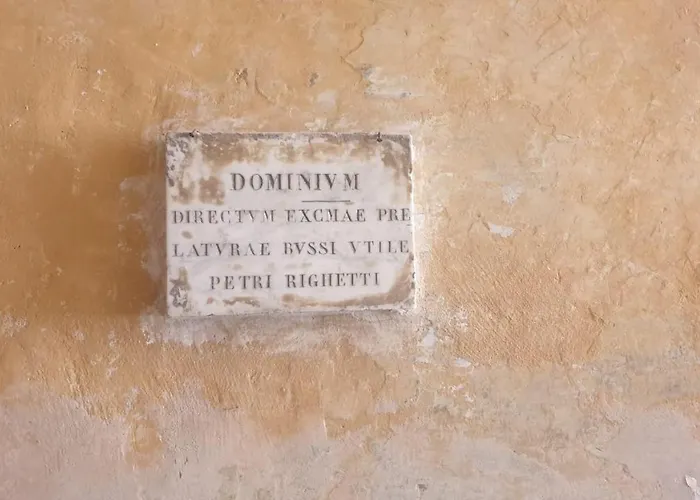 DOMINIVM
DIRECTVM EXCMAE PRE
LATVRAE BVSSI VTILE
PETRI RIGHETTI